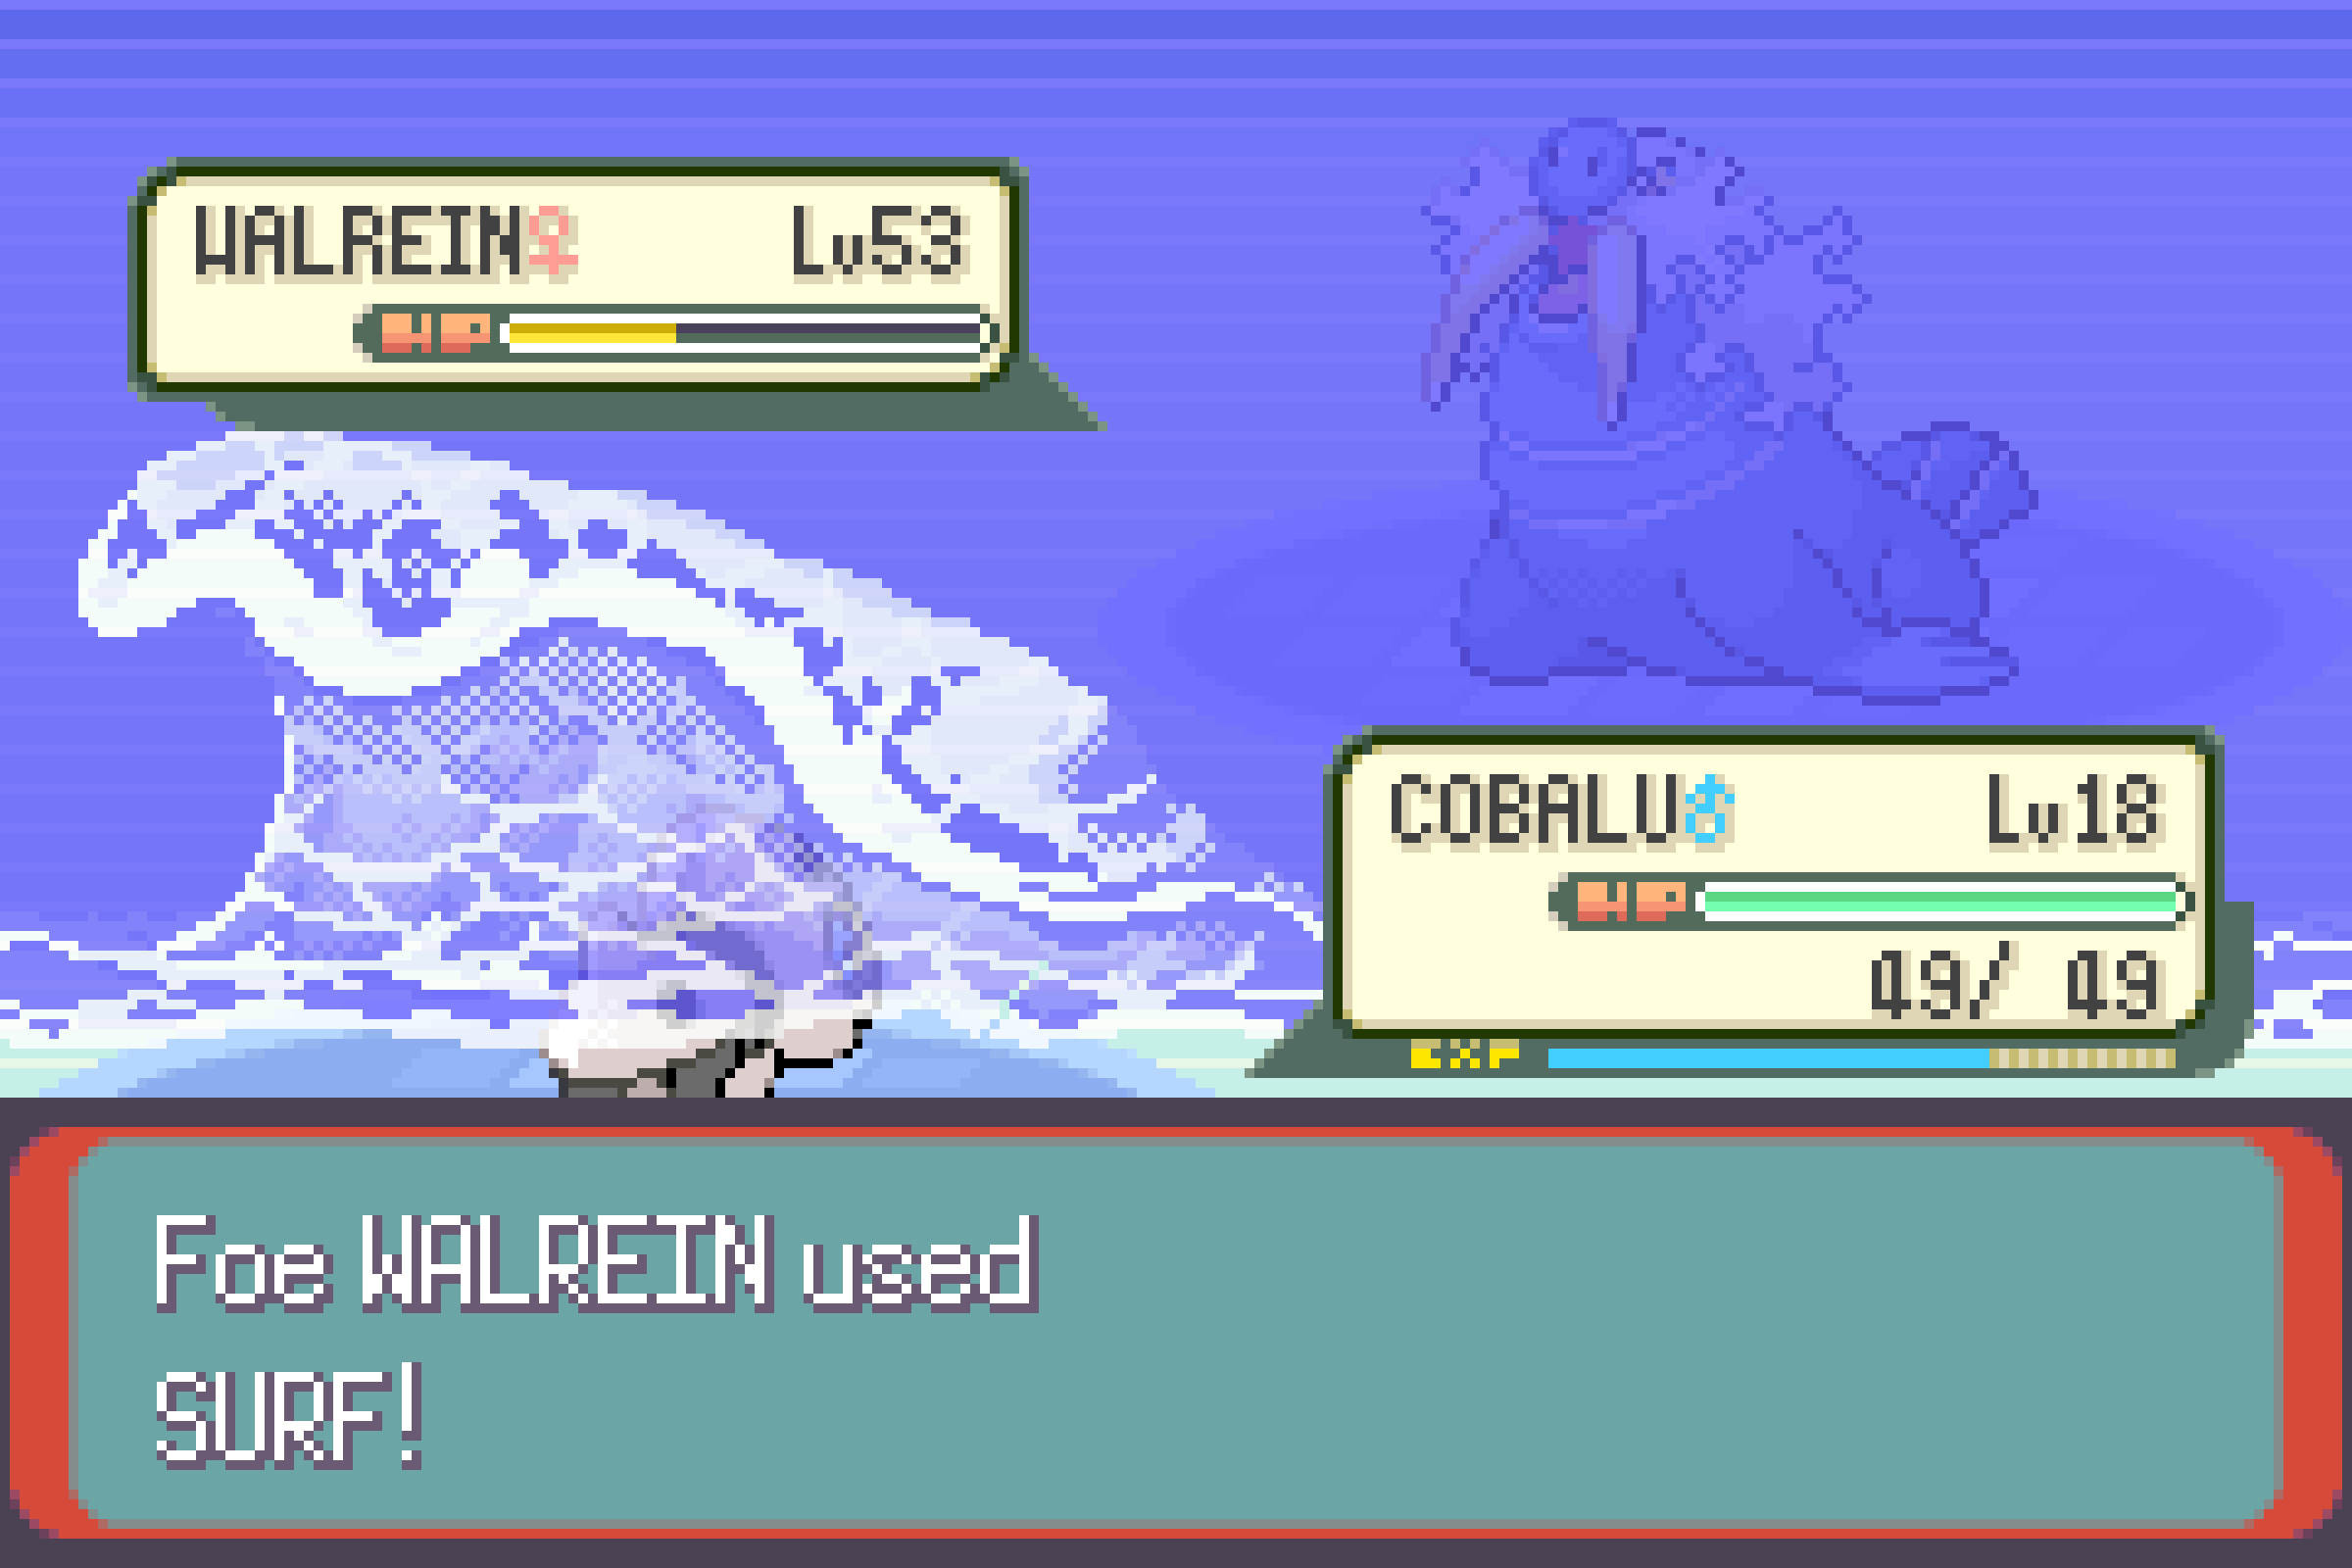 WALREIN♀ Lv53
HP
COBALU♂ Lv18
HP
49/ 49
EXP
Foe WALREIN used
SURF!